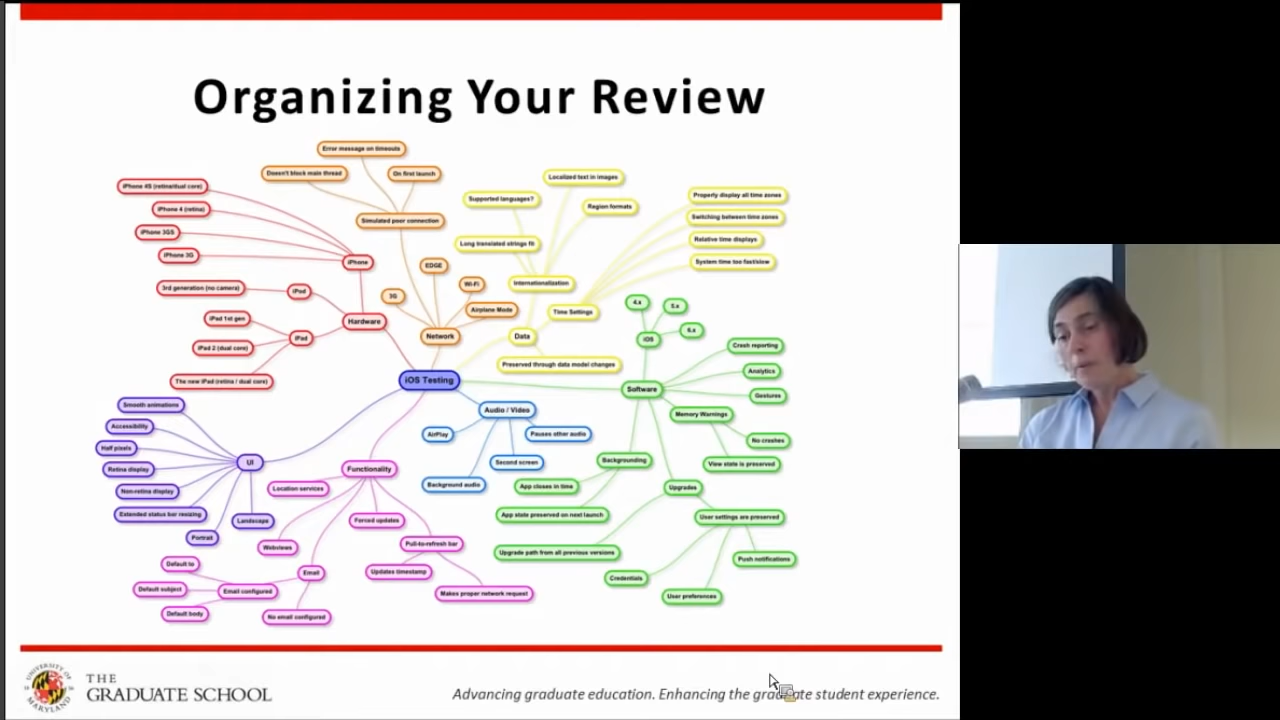 Organizing Your Review
Error message on timeouts
Doesn't block main thread
On first launch
Simulated poor connection
EDGE
3G
Wi-Fi
Airplane Mode
Network
iPhone 4S (retina/dual core)
iPhone 4 (retina)
iPhone 3GS
iPhone 3G
iPhone
3rd generation (no camera)
iPod
Hardware
iPad 1st gen
iPad
iPad 2 (dual core)
The new iPad (retina / dual core)
Localized text in images
Supported languages?
Region formats
Long translated strings fit
Internationalization
Properly display all time zones
Switching between time zones
Relative time displays
System time too fast/slow
Time Settings
Data
Preserved through data model changes
iOS Testing
4.x
5.x
6.x
iOS
Software
Crash reporting
Analytics
Gestures
Memory Warnings
No crashes
View state is preserved
Backgrounding
App closes in time
App state preserved on next launch
Upgrades
User settings are preserved
Upgrade path from all previous versions
Push notifications
Credentials
User preferences
Audio / Video
AirPlay
Pauses other audio
Second screen
Background audio
Smooth animations
Accessibility
Half pixels
Retina display
Non-retina display
Extended status bar resizing
Portrait
Landscape
UI
Functionality
Location services
Forced updates
Webviews
Pull-to-refresh bar
Updates timestamp
Makes proper network request
Email
Default to
Default subject
Email configured
Default body
No email configured
THE
GRADUATE SCHOOL
Advancing graduate education. Enhancing the graduate student experience.